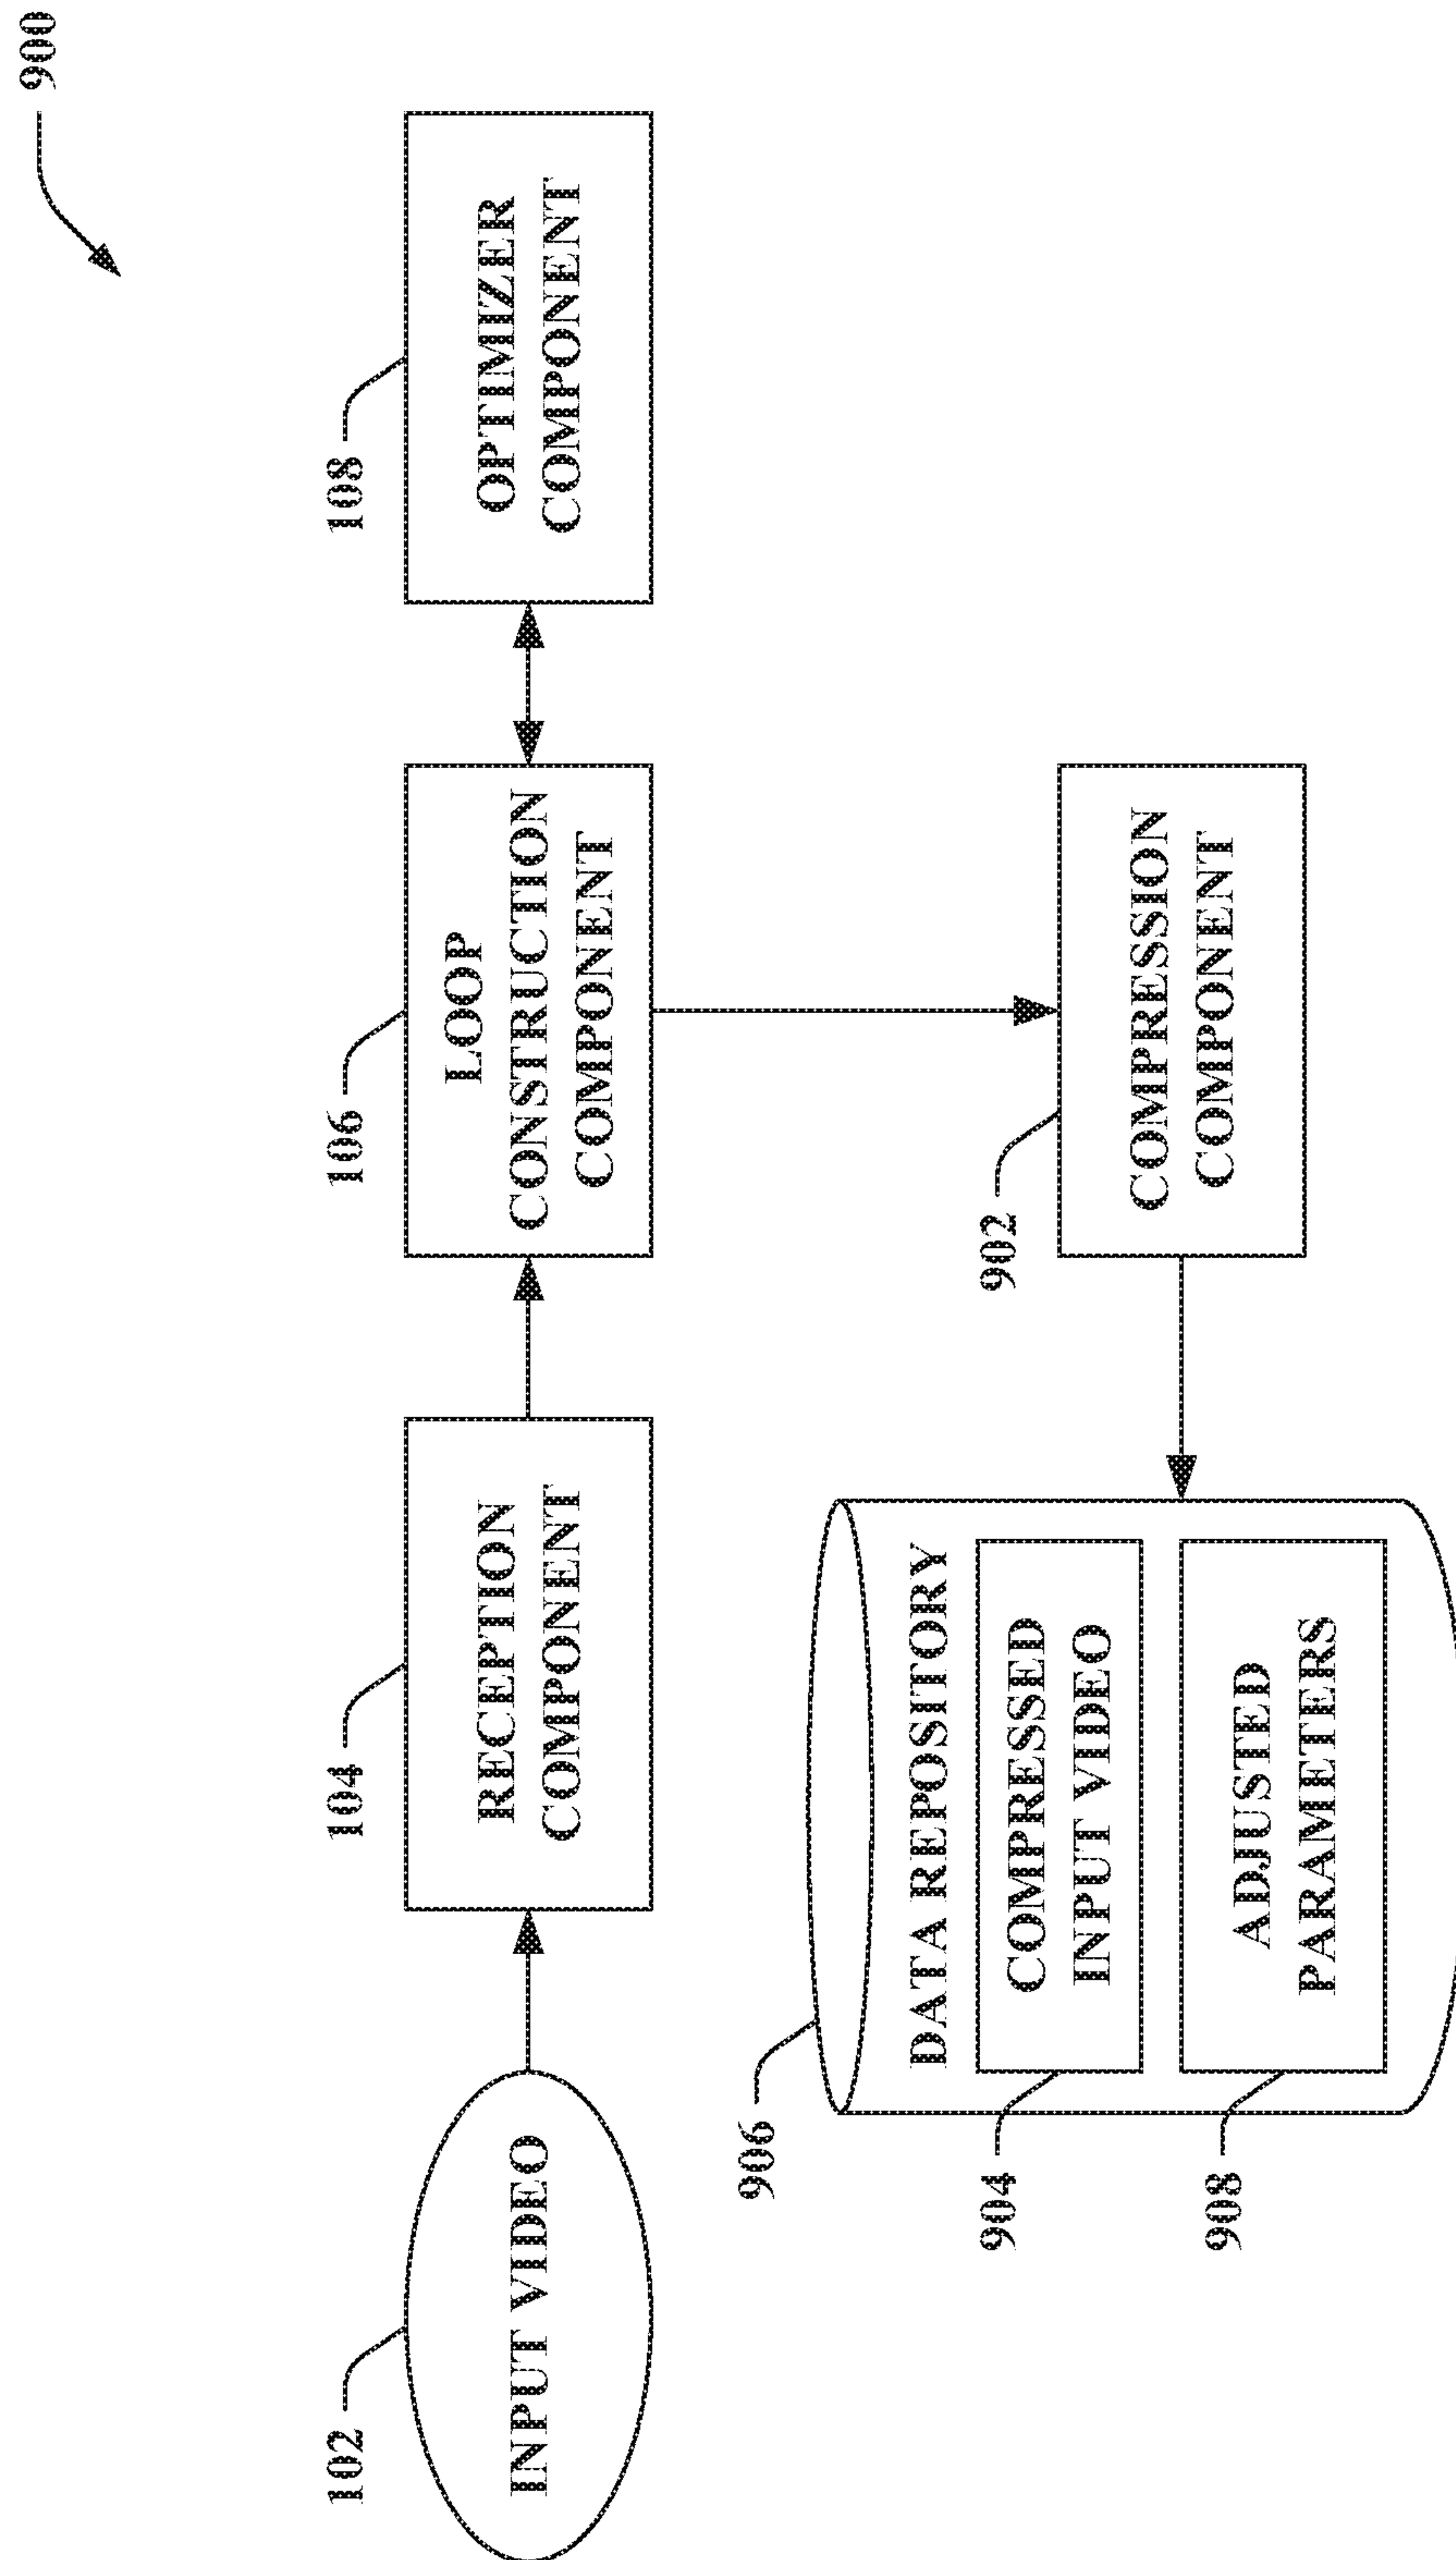 900
102
INPUT VIDEO
104
RECEPTION
COMPONENT
106
LOOP
CONSTRUCTION
COMPONENT
108
OPTIMIZER
COMPONENT
906
DATA REPOSITORY
904
COMPRESSED
INPUT VIDEO
908
ADJUSTED
PARAMETERS
902
COMPRESSION
COMPONENT